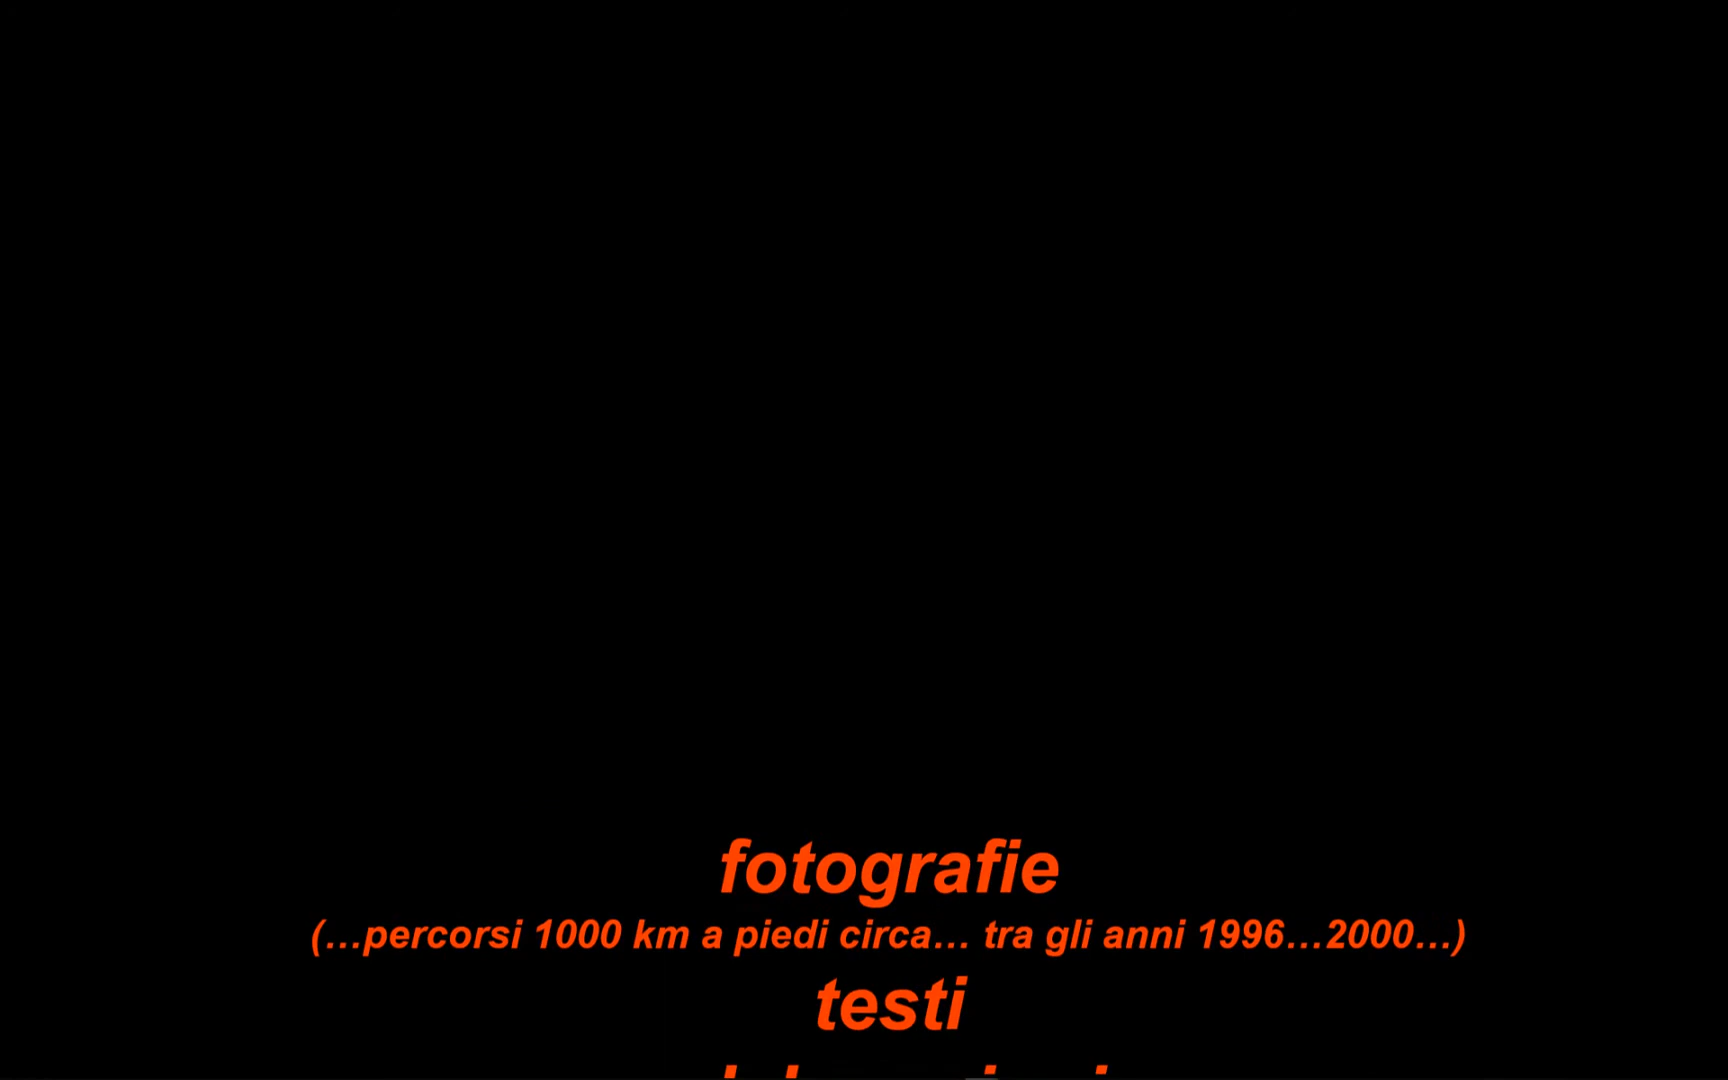 fotografie
(…percorsi 1000 km a piedi circa… tra gli anni 1996…2000…)
testi